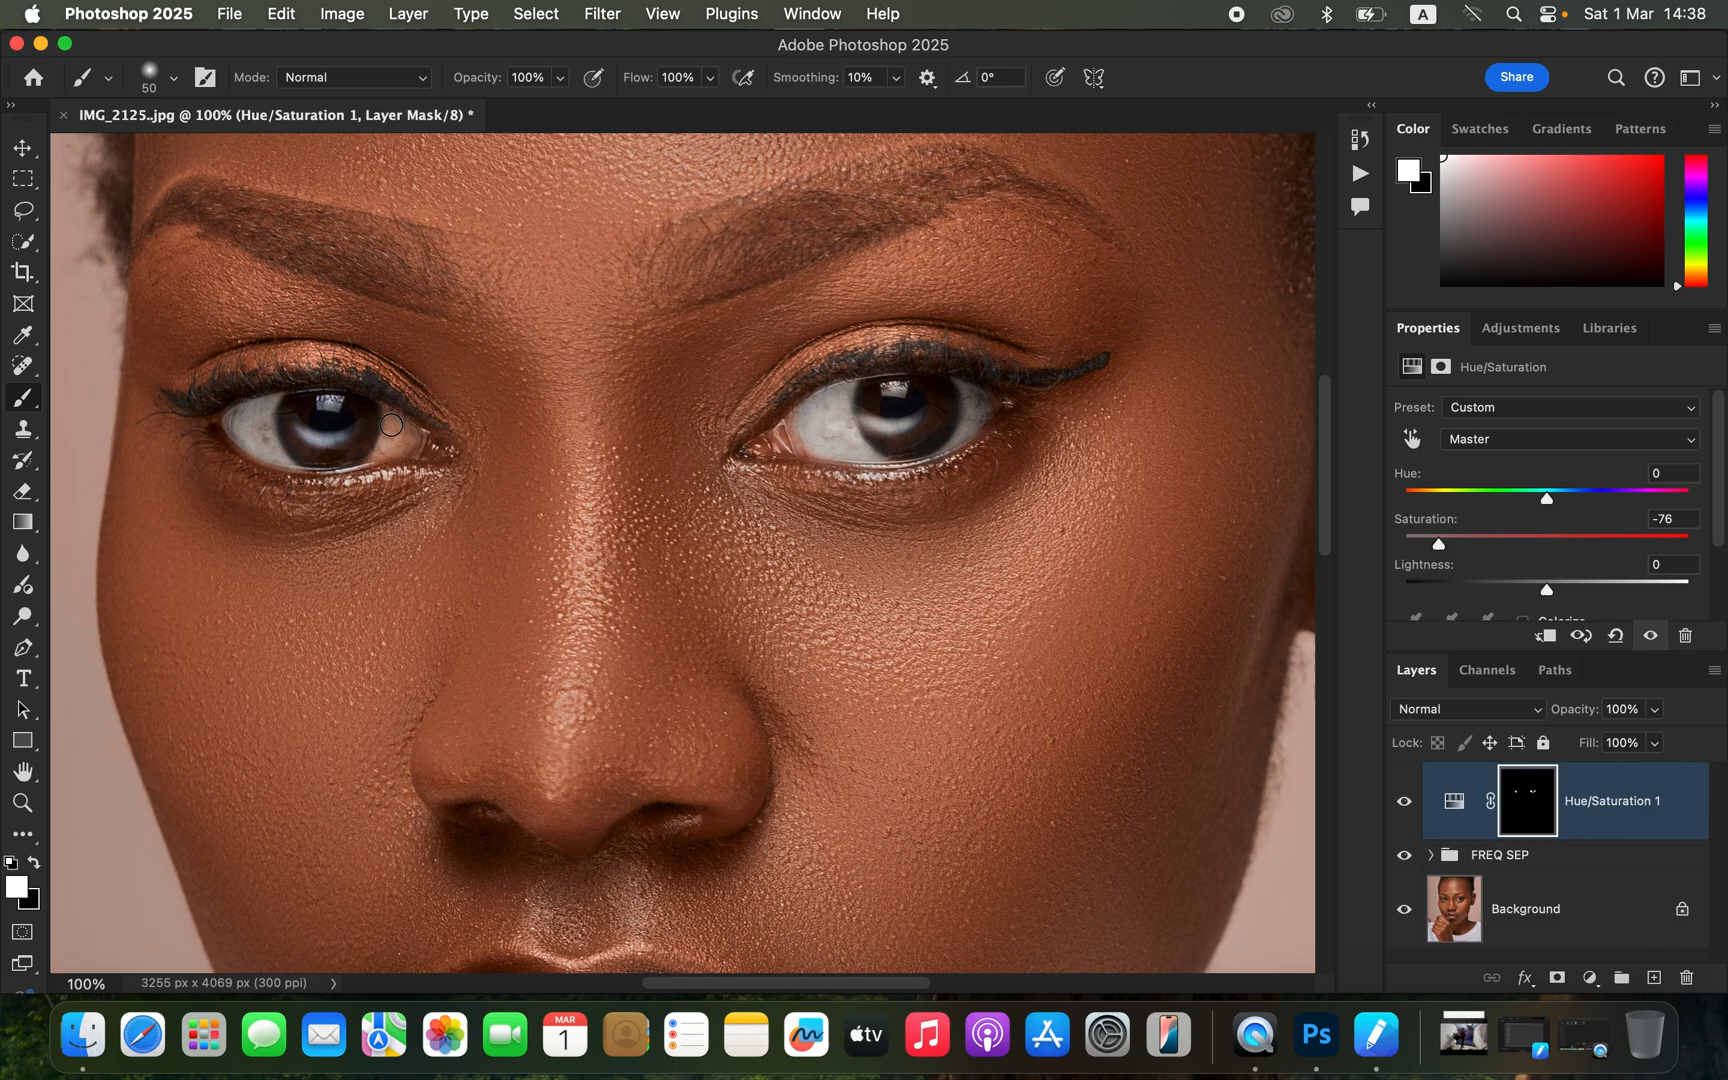 Photoshop 2025 File Edit Image Layer Type Select Filter View Plugins Window Help A Sat 1 Mar 14:38
Adobe Photoshop 2025
50 Mode: Normal Opacity: 100% Flow: 100% Smoothing: 10% 0° Share
IMG_2125..jpg @ 100% (Hue/Saturation 1, Layer Mask/8) *
Color Swatches Gradients Patterns
Properties Adjustments Libraries
Hue/Saturation
Preset: Custom
Master
Hue: 0
Saturation: -76
Lightness: 0
Colorize
Layers Channels Paths
Normal Opacity: 100%
Lock: Fill: 100%
Hue/Saturation 1
FREQ SEP
Background
100% 3255 px x 4069 px (300 ppi)
MAR
1
tv
Ps